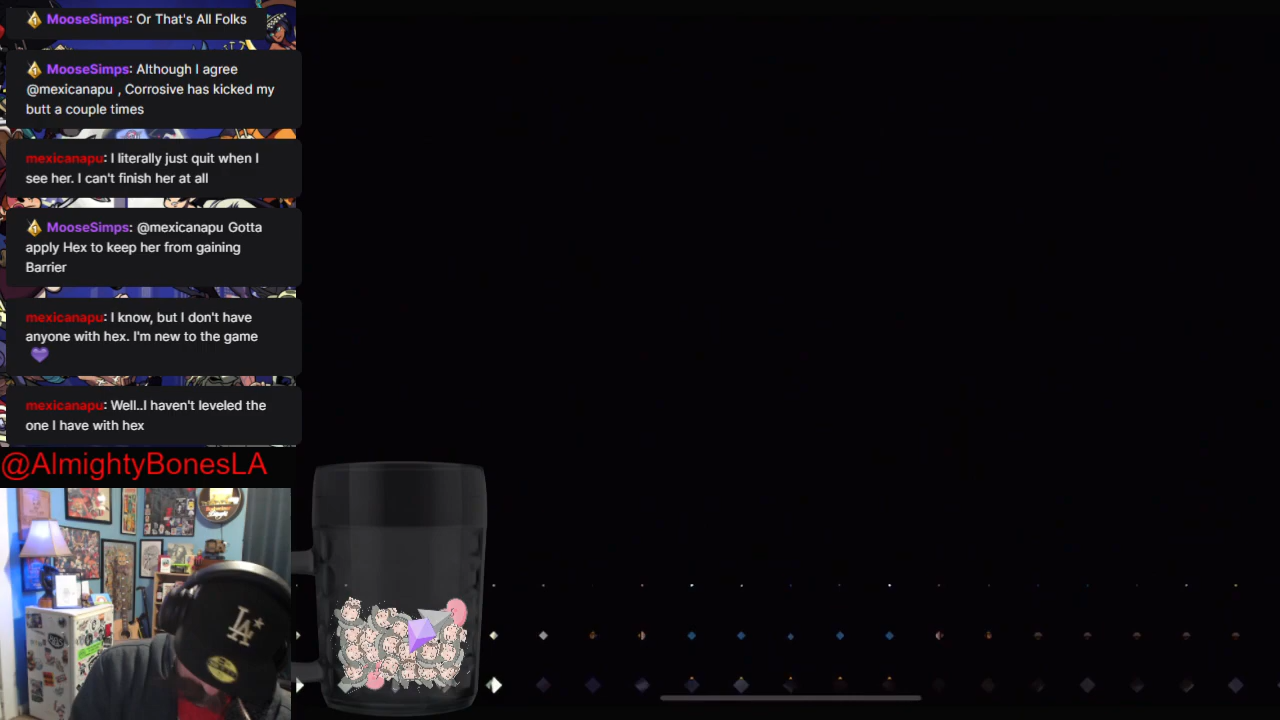 MooseSimps: Or That's All Folks
MooseSimps: Although I agree
@mexicanapu , Corrosive has kicked my
butt a couple times
mexicanapu: I literally just quit when I
see her. I can't finish her at all
MooseSimps: @mexicanapu Gotta
apply Hex to keep her from gaining
Barrier
mexicanapu: I know, but I don't have
anyone with hex. I'm new to the game
mexicanapu: Well..I haven't leveled the
one I have with hex
@AlmightyBonesLA
LA